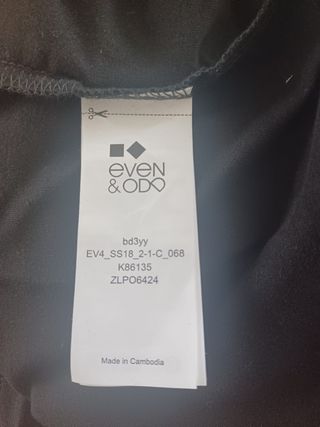 even
& ODD
bd3yy
EV4_SS18_2-1-C_068
K86135
ZLPO6424
Made in Cambodia